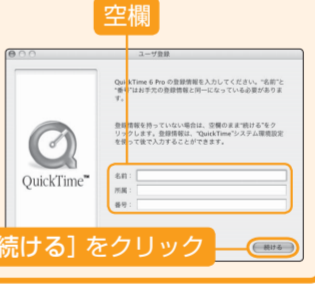 空欄
ユーザ登録
QuickTime 6 Pro の登録情報を入力してください。"名前"と
"番号"はお手元の登録情報と同一になっている必要がありま
す。
登録情報を持っていない場合は、空欄のまま"続ける"をク
リックします。登録情報は、"QuickTime"システム環境設定
を使って後で入力することができます。
QuickTime™
名前：
所属：
番号：
続ける］をクリック
続ける